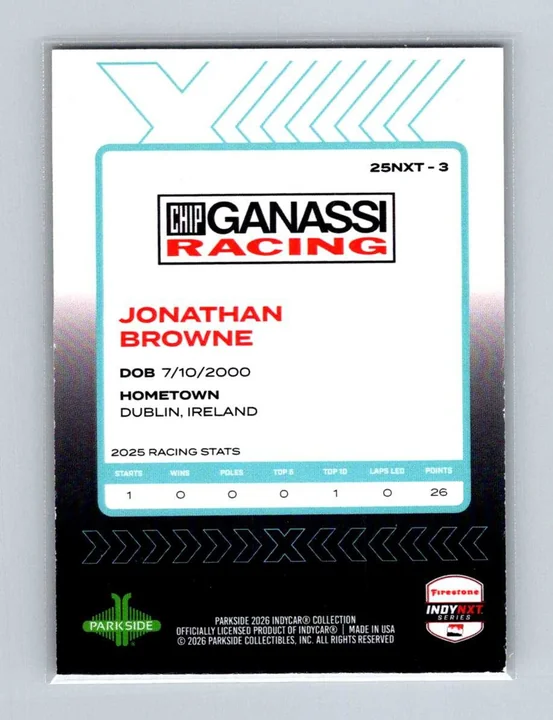 25NXT - 3
CHIP GANASSI
RACING
JONATHAN
BROWNE
DOB 7/10/2000
HOMETOWN
DUBLIN, IRELAND
2025 RACING STATS
STARTS WINS POLES TOP 5 TOP 10 LAPS LED POINTS
1 0 0 0 1 0 26
PARKSIDE
PARKSIDE 2026 INDYCAR® COLLECTION
OFFICIALLY LICENSED PRODUCT OF INDYCAR® | MADE IN USA
© 2026 PARKSIDE COLLECTIBLES, INC. ALL RIGHTS RESERVED
Firestone
INDY NXT
SERIES